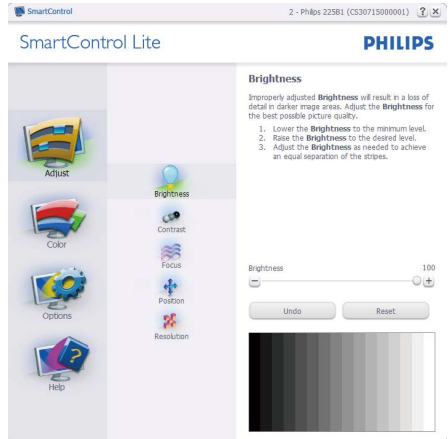 SmartControl
2 - Philips 225B1 (CS30715000001)
? X
SmartControl Lite
PHILIPS
Adjust
Color
Options
?
Help
Brightness
Contrast
Focus
Position
Resolution
Brightness
Improperly adjusted Brightness will result in a loss of
detail in darker image areas. Adjust the Brightness for
the best possible picture quality.
1. Lower the Brightness to the minimum level.
2. Raise the Brightness to the desired level.
3. Adjust the Brightness as needed to achieve
an equal separation of the stripes.
Brightness 100
Undo Reset